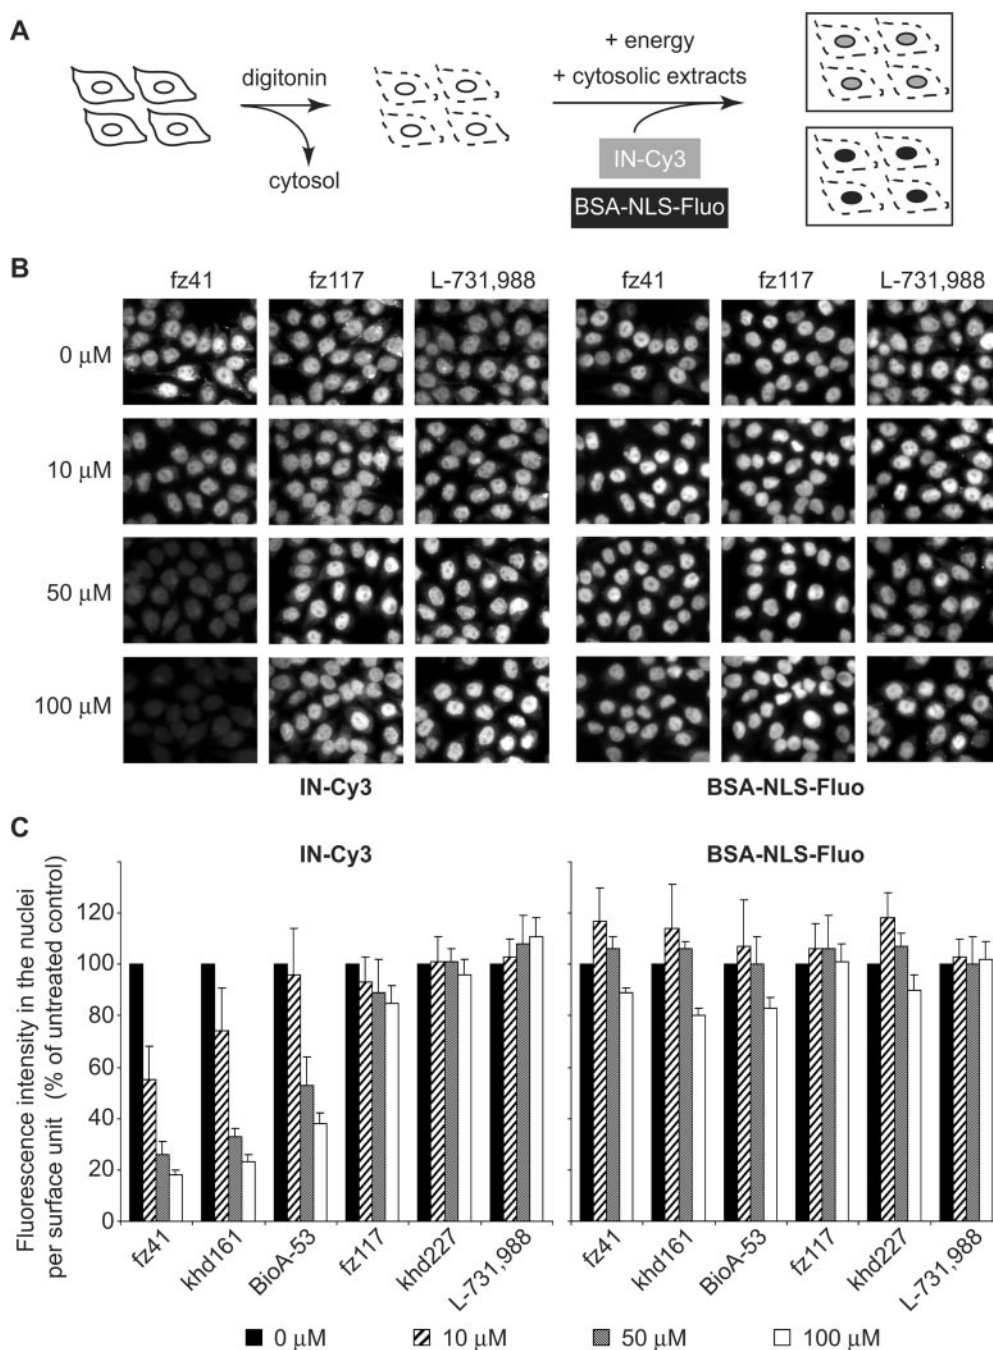 A
digitonin
cytosol
+ energy
+ cytosolic extracts
IN-Cy3
BSA-NLS-Fluo
B
fz41 fz117 L-731,988 fz41 fz117 L-731,988
0 μM
10 μM
50 μM
100 μM
IN-Cy3 BSA-NLS-Fluo
C
IN-Cy3 BSA-NLS-Fluo
Fluorescence intensity in the nuclei
per surface unit (% of untreated control)
120
100
80
60
40
20
0
fz41 khd161 BioA-53 fz117 khd227 L-731,988 fz41 khd161 BioA-53 fz117 khd227 L-731,988
0 μM 10 μM 50 μM 100 μM